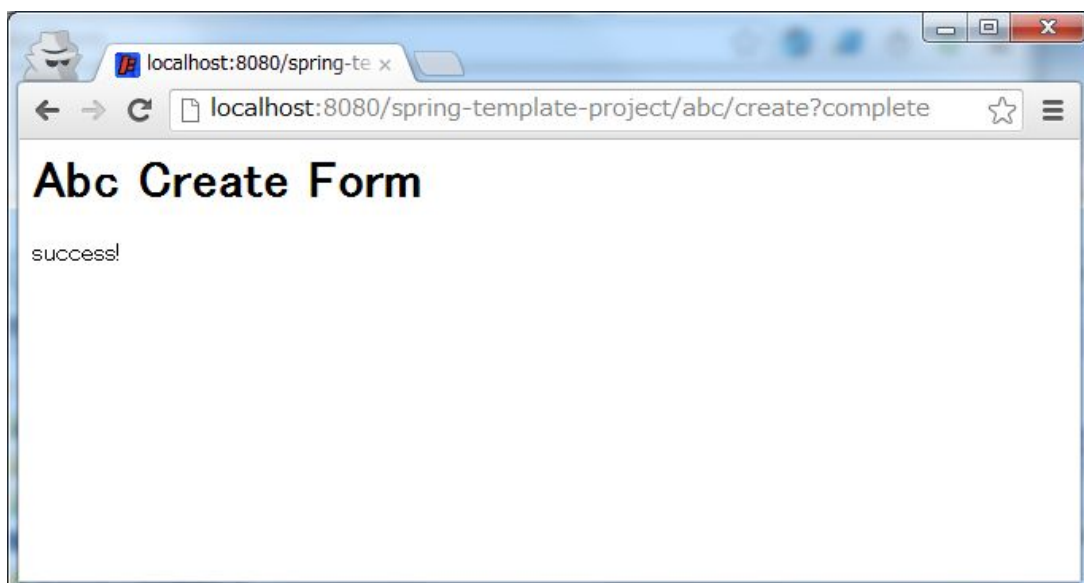 localhost:8080/spring-te
localhost:8080/spring-template-project/abc/create?complete
Abc Create Form
success!